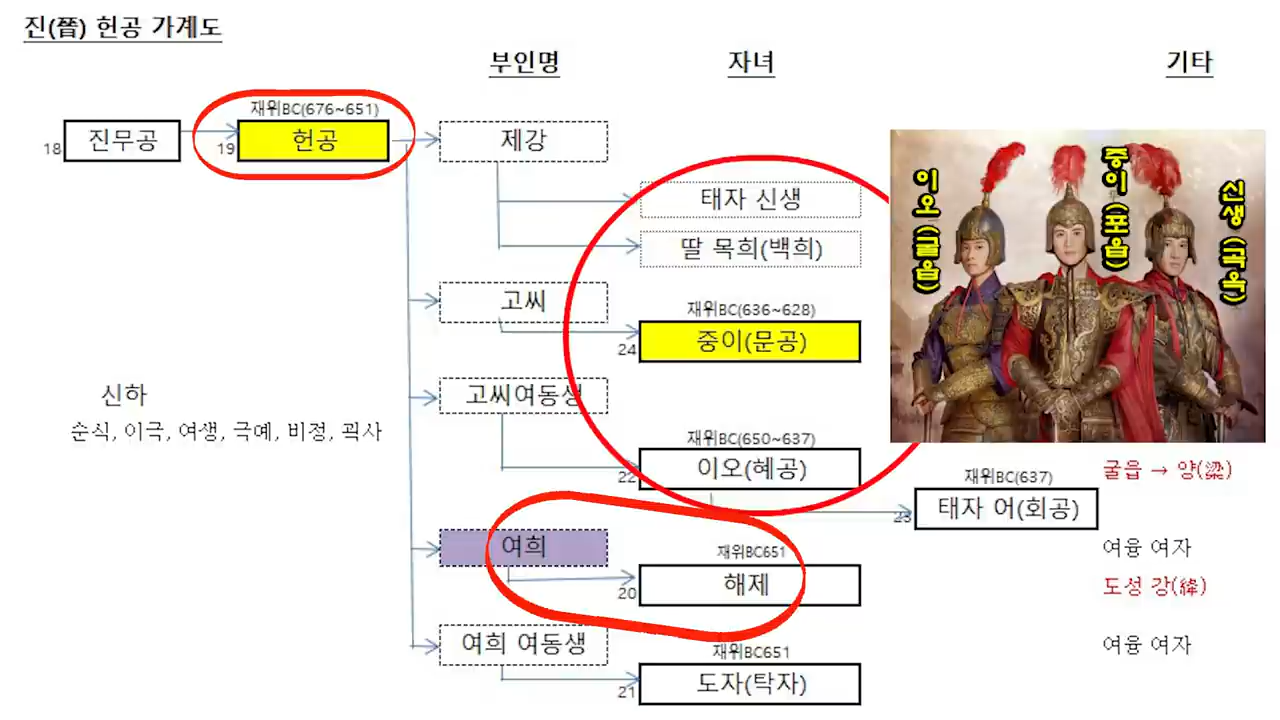 진(晉) 헌공 가계도
부인명
자녀
기타
재위BC(676~651)
18
진무공
19
헌공
제강
태자 신생
딸 목희(백희)
고씨
재위BC(636~628)
24
중이(문공)
고씨여동생
재위BC(650~637)
22
이오(혜공)
재위BC(637)
23
태자 어(회공)
여희
재위BC651
20
해제
여희 여동생
재위BC651
21
도자(탁자)
신하
순식, 이극, 여생, 극예, 비정, 괵사
이오 (굴읍)
중이 (포읍)
신생 (곡옥)
굴읍 → 양(梁)
여융 여자
도성 강(絳)
여융 여자